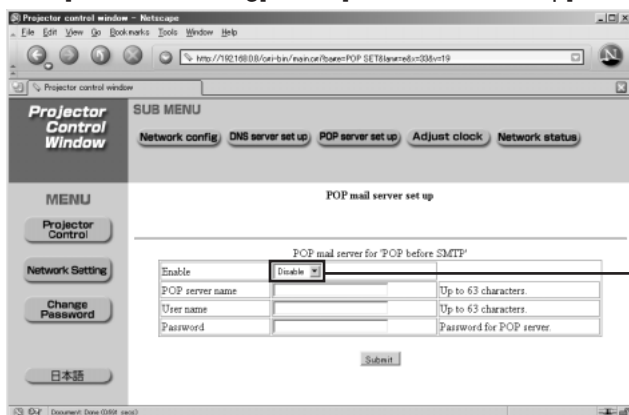 Projector control window - Netscape
File Edit View Go Bookmarks Tools Window Help
Projector control window
Projector
Control
Window
SUB MENU
Network config DNS server set up POP server set up Adjust clock Network status
MENU
Projector
Control
Network Setting
Change
Password
日本語
POP mail server set up
POP mail server for 'POP before SMTP'
Enable Disable
POP server name Up to 63 characters.
User name Up to 63 characters.
Password Password for POP server.
Submit
Document: Done